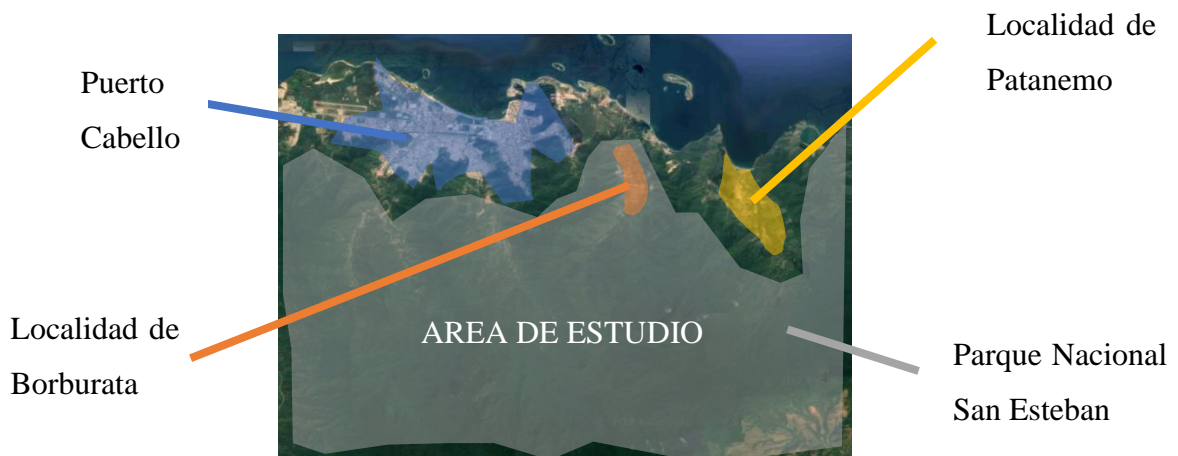 Localidad de
Patanemo
Puerto
Cabello
Localidad de
Borburata
AREA DE ESTUDIO
Parque Nacional
San Esteban